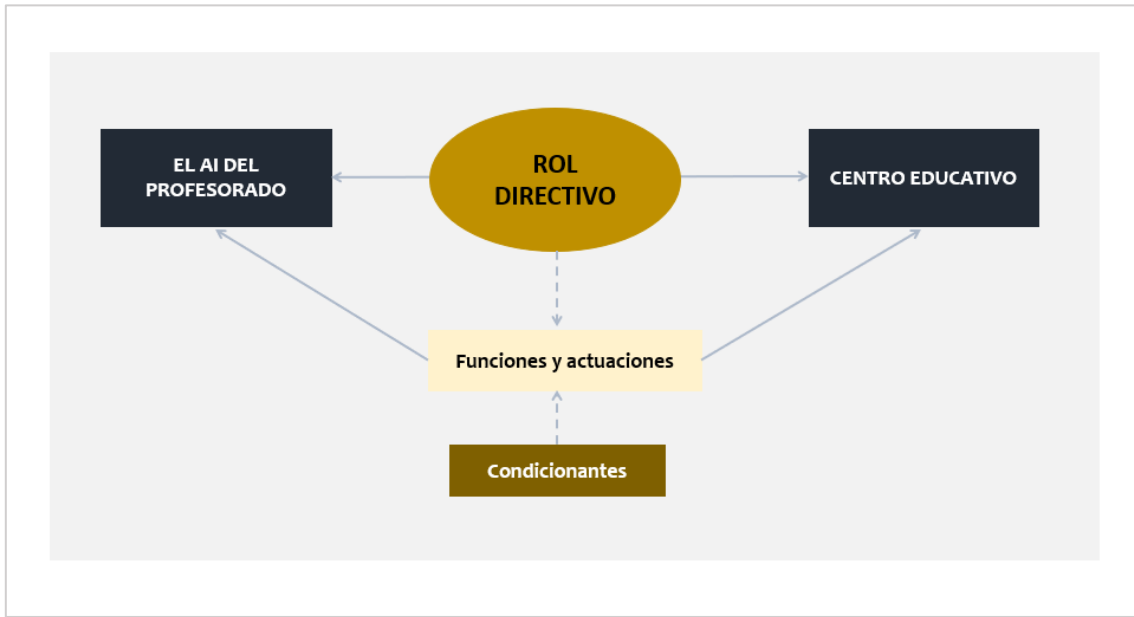 EL AI DEL
PROFESORADO
ROL
DIRECTIVO
CENTRO EDUCATIVO
Funciones y actuaciones
Condicionantes